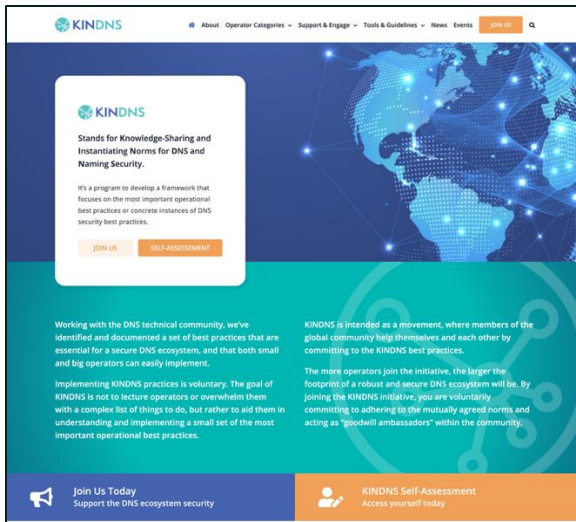 KINDNS
About Operator Categories Support & Engage Tools & Guidelines News Events JOIN US
KINDNS
Stands for Knowledge-Sharing and
Instantiating Norms for DNS and
Naming Security.
It's a program to develop a framework that
focuses on the most important operational
best practices or concrete instances of DNS
security best practices.
JOIN US SELF-ASSESSEMENT
Working with the DNS technical community, we've
identified and documented a set of best practices that are
essential for a secure DNS ecosystem, and that both small
and big operators can easily implement.
Implementing KINDNS practices is voluntary. The goal of
KINDNS is not to lecture operators or overwhelm them
with a complex list of things to do, but rather to aid them in
understanding and implementing a small set of the most
important operational best practices.
KINDNS is intended as a movement, where members of the
global community help themselves and each other by
committing to the KINDNS best practices.
The more operators join the initiative, the larger the
footprint of a robust and secure DNS ecosystem will be. By
joining the KINDNS initiative, you are voluntarily
committing to adhering to the mutually agreed norms and
acting as "goodwill ambassadors" within the community.
Join Us Today
Support the DNS ecosystem security
KINDNS Self-Assessment
Access yourself today